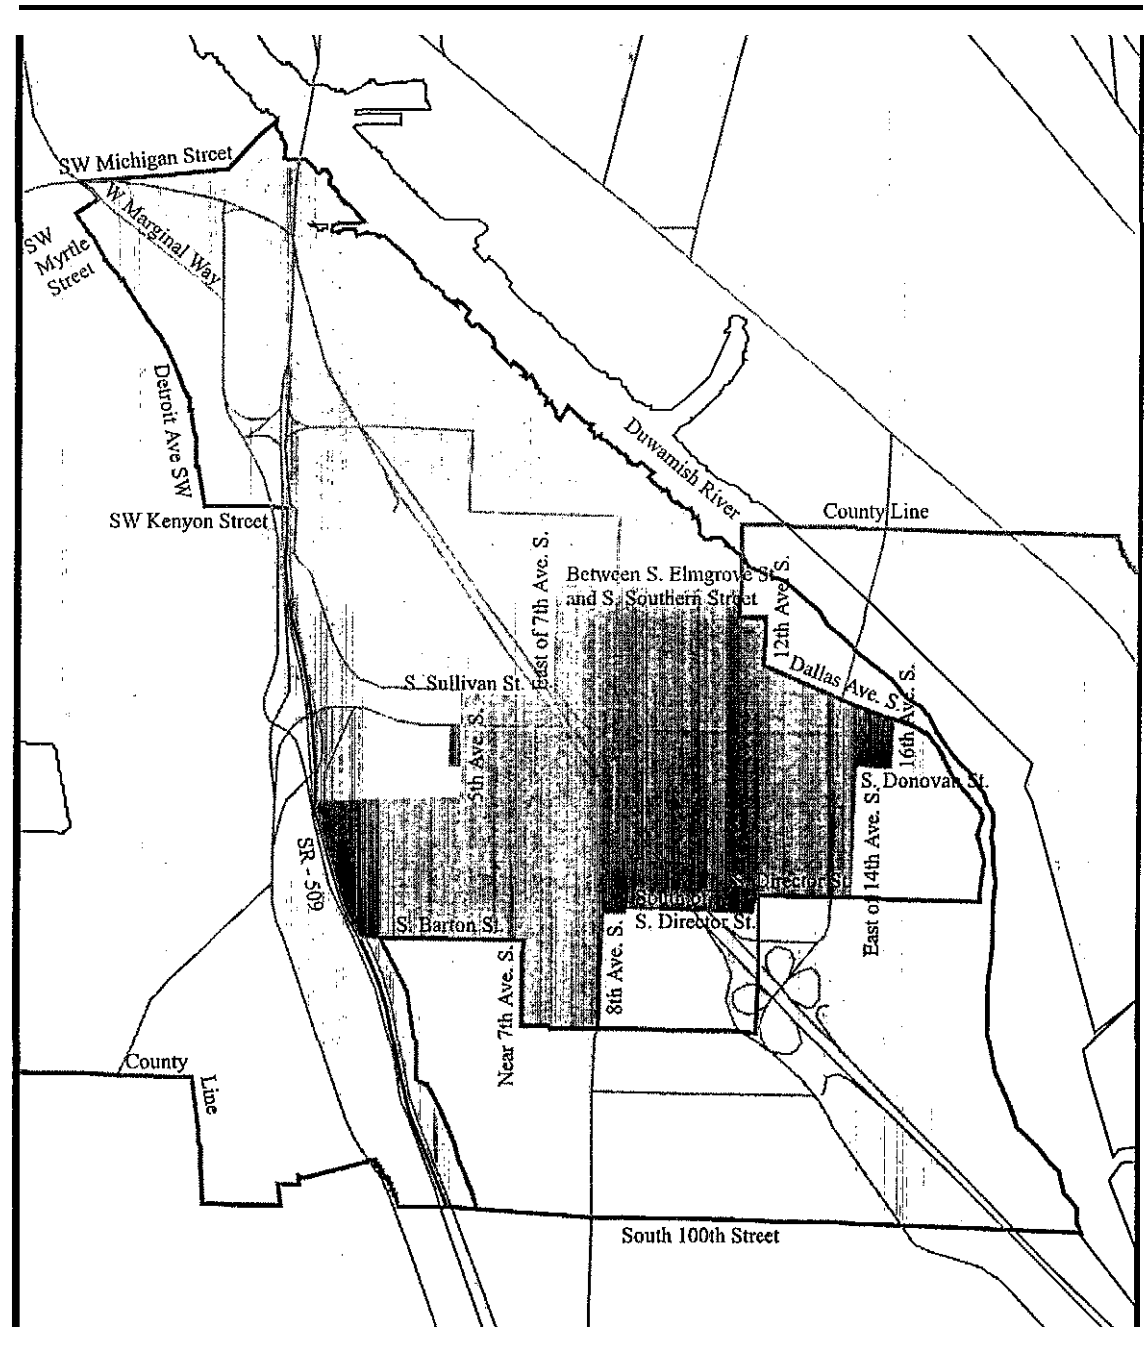 SW Michigan Street
W Marginal Way
SW
Myrtle
Street
Detroit Ave SW
SW Kenyon Street
Duwamish River
County Line
East of 7th Ave. S.
Between S. Elmgrove St.
and S. Southern Street
12th Ave. S.
Dallas Ave. S.
16th Ave. S.
S. Sullivan St.
5th Ave. S.
S. Donovan St.
East of 14th Ave. S.
SR - 509
S. Director St.
South of
S. Director St.
S. Barton St.
8th Ave. S.
Near 7th Ave. S.
County
Line
South 100th Street